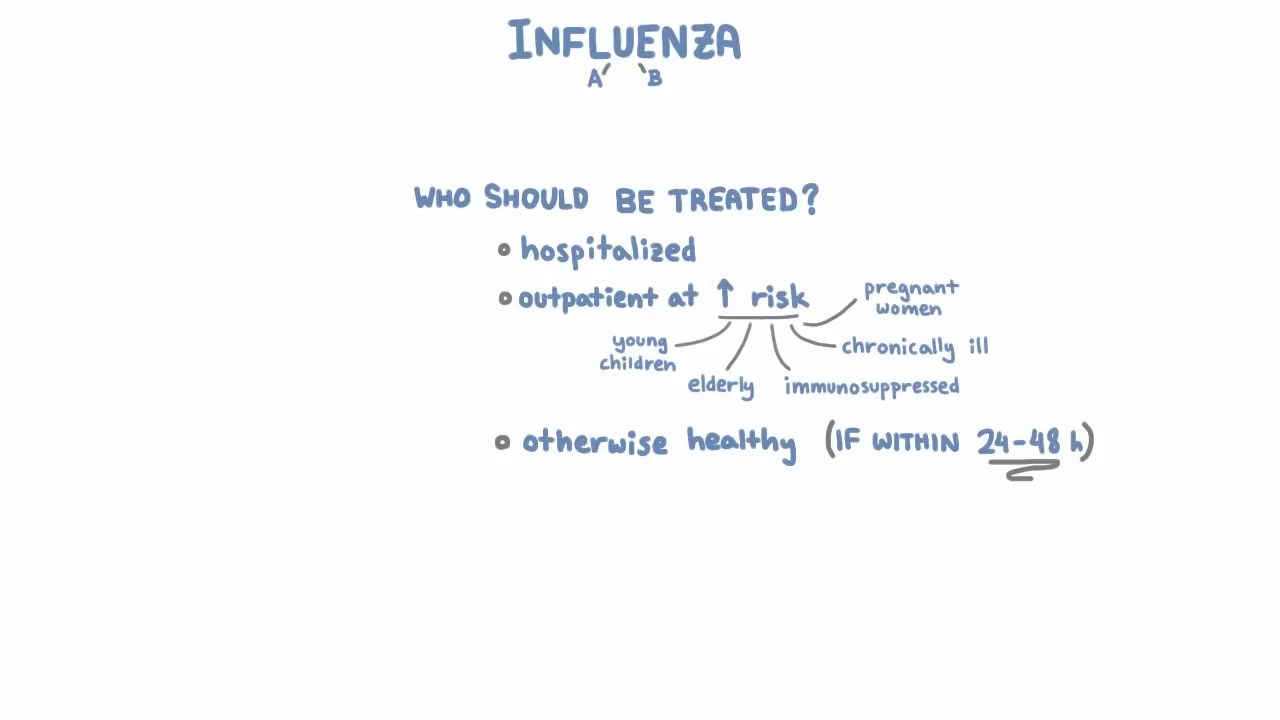 INFLUENZA
A B
WHO SHOULD BE TREATED?
hospitalized
outpatient at ↑ risk
pregnant
women
young
children
chronically ill
elderly
immunosuppressed
otherwise healthy (IF WITHIN 24-48 h)